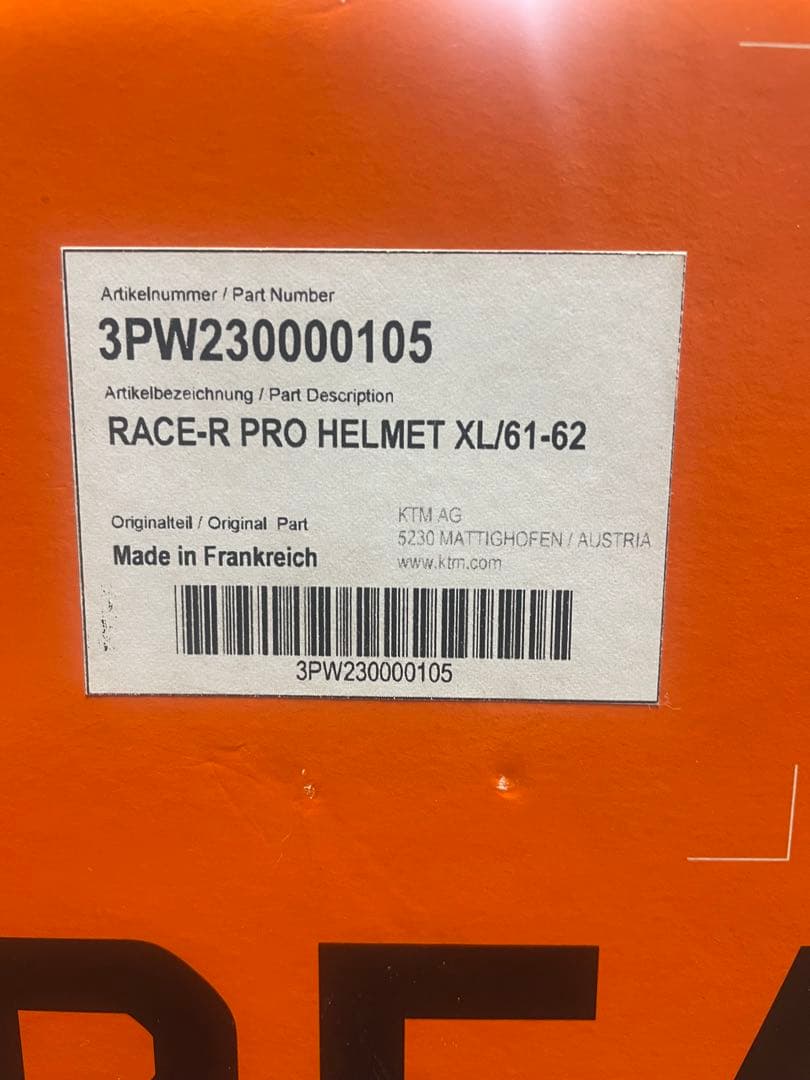 Artikelnummer / Part Number
3PW230000105
Artikelbezeichnung / Part Description
RACE-R PRO HELMET XL/61-62
Originalteil / Original Part
Made in Frankreich
KTM AG
5230 MATTIGHOFEN / AUSTRIA
www.ktm.com
3PW230000105